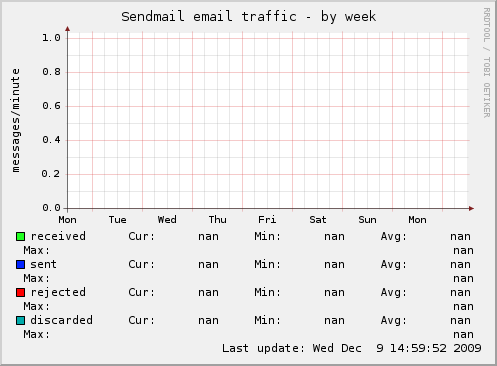 Sendmail email traffic - by week
RRDTOOL / TOBI OETIKER
messages/minute
1.0
0.8
0.6
0.4
0.2
0.0
Mon Tue Wed Thu Fri Sat Sun Mon
received Cur: nan Min: nan Avg: nan
Max: nan
sent Cur: nan Min: nan Avg: nan
Max: nan
rejected Cur: nan Min: nan Avg: nan
Max: nan
discarded Cur: nan Min: nan Avg: nan
Max: nan
Last update: Wed Dec  9 14:59:52 2009